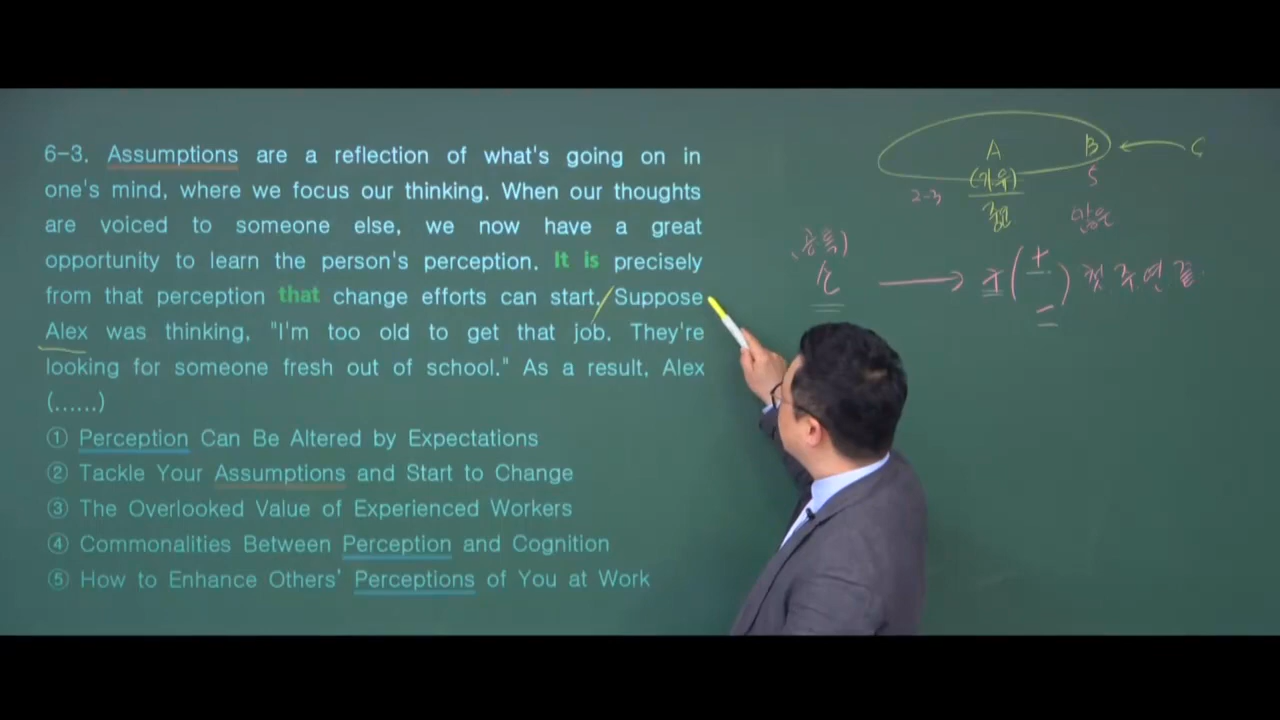 6-3. Assumptions are a reflection of what's going on in
one's mind, where we focus our thinking. When our thoughts
are voiced to someone else, we now have a great
opportunity to learn the person's perception. It is precisely
from that perception that change efforts can start. Suppose
Alex was thinking, "I'm too old to get that job. They're
looking for someone fresh out of school." As a result, Alex
(......)
① Perception Can Be Altered by Expectations
② Tackle Your Assumptions and Start to Change
③ The Overlooked Value of Experienced Workers
④ Commonalities Between Perception and Cognition
⑤ How to Enhance Others' Perceptions of You at Work
A B
2-3